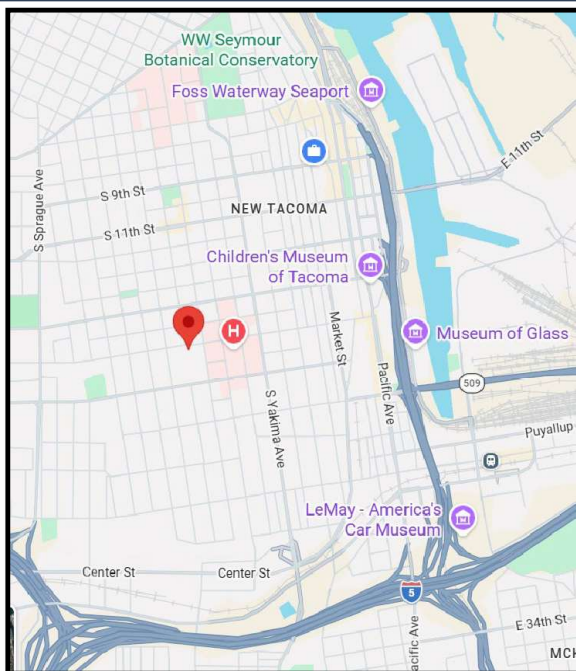 WW Seymour
Botanical Conservatory
Foss Waterway Seaport
E 11th St
S Sprague Ave
S 9th St
NEW TACOMA
S 11th St
Children's Museum
of Tacoma
H
Market St
Museum of Glass
Pacific Ave
509
S Yakima Ave
Puyallup
LeMay - America's
Car Museum
Center St
Center St
5
E 34th St
acific Ave
MCK